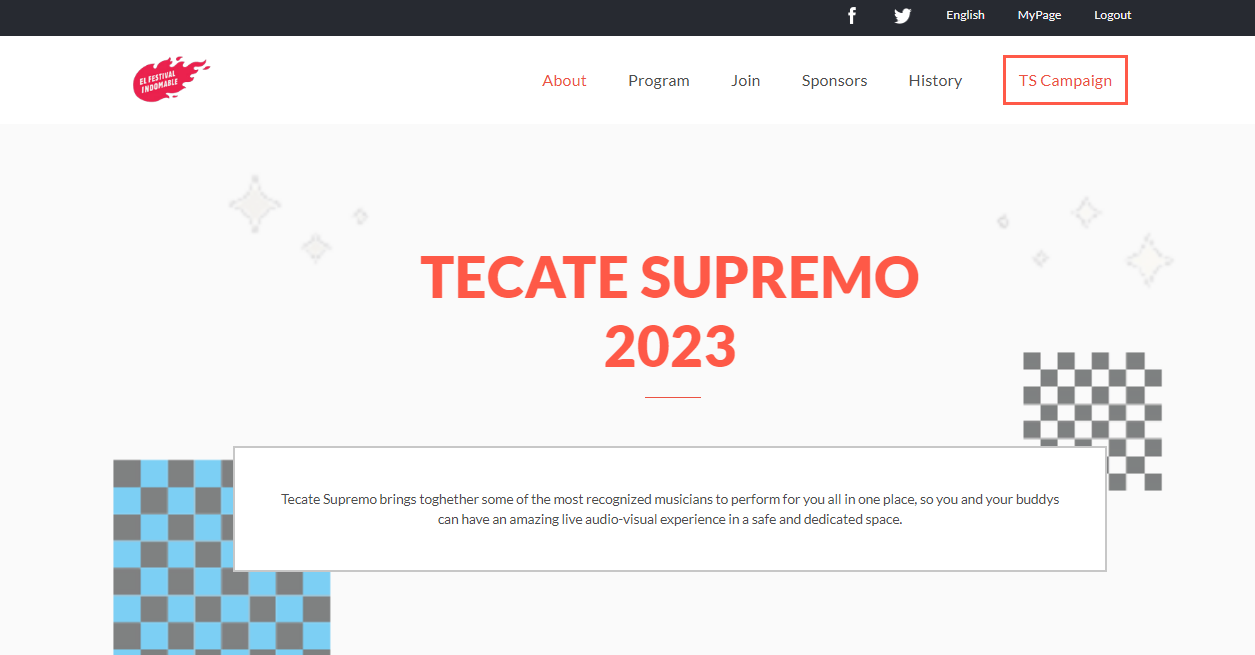 English MyPage Logout
EL FESTIVAL
INDOMABLE
About Program Join Sponsors History TS Campaign
TECATE SUPREMO
2023
Tecate Supremo brings toghether some of the most recognized musicians to perform for you all in one place, so you and your buddys
can have an amazing live audio-visual experience in a safe and dedicated space.